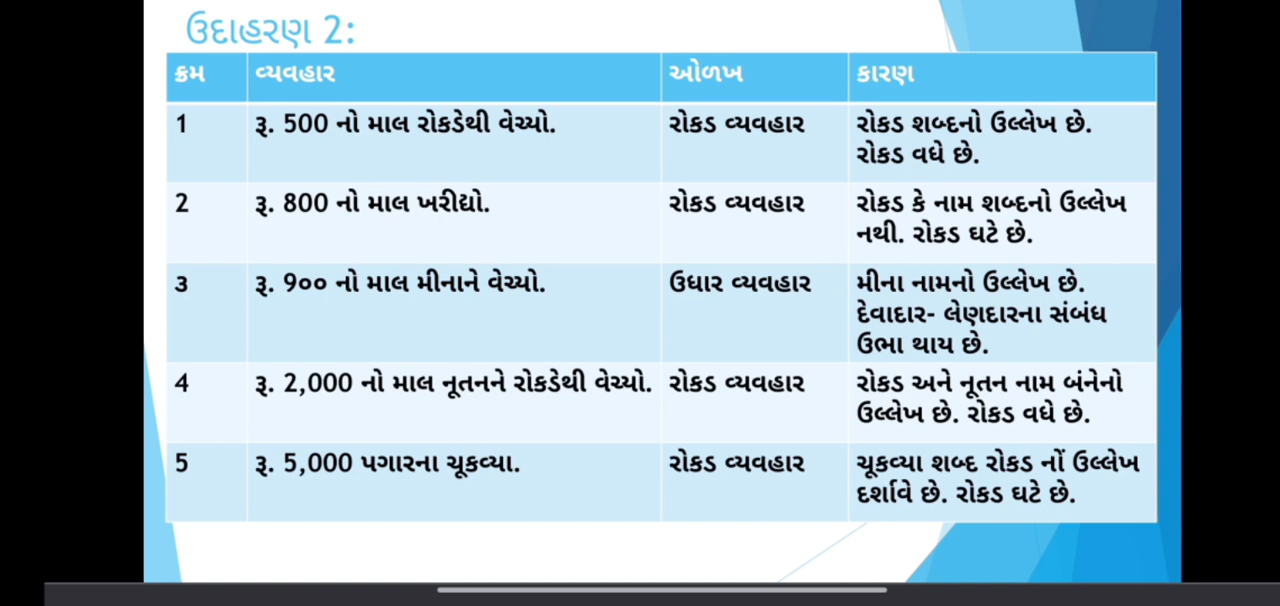 ઉદાહરણ 2:
ક્રમ વ્યવહાર ઓળખ કારણ
1 રૂ. 500 નો માલ રોકડેથી વેચ્યો. રોકડ વ્યવહાર રોકડ શબ્દનો ઉલ્લેખ છે.
રોકડ વધે છે.
2 રૂ. 800 નો માલ ખરીદ્યો. રોકડ વ્યવહાર રોકડ કે નામ શબ્દનો ઉલ્લેખ
નથી. રોકડ ઘટે છે.
૩ રૂ. 9૦૦ નો માલ મીનાને વેચ્યો. ઉધાર વ્યવહાર મીના નામનો ઉલ્લેખ છે.
દેવાદાર- લેણદારના સંબંધ
ઉભા થાય છે.
4 રૂ. 2,000 નો માલ નૂતનને રોકડેથી વેચ્યો. રોકડ વ્યવહાર રોકડ અને નૂતન નામ બંનેનો
ઉલ્લેખ છે. રોકડ વધે છે.
5 રૂ. 5,000 પગારના ચૂકવ્યા. રોકડ વ્યવહાર ચૂકવ્યા શબ્દ રોકડ નોં ઉલ્લેખ
દર્શાવે છે. રોકડ ઘટે છે.